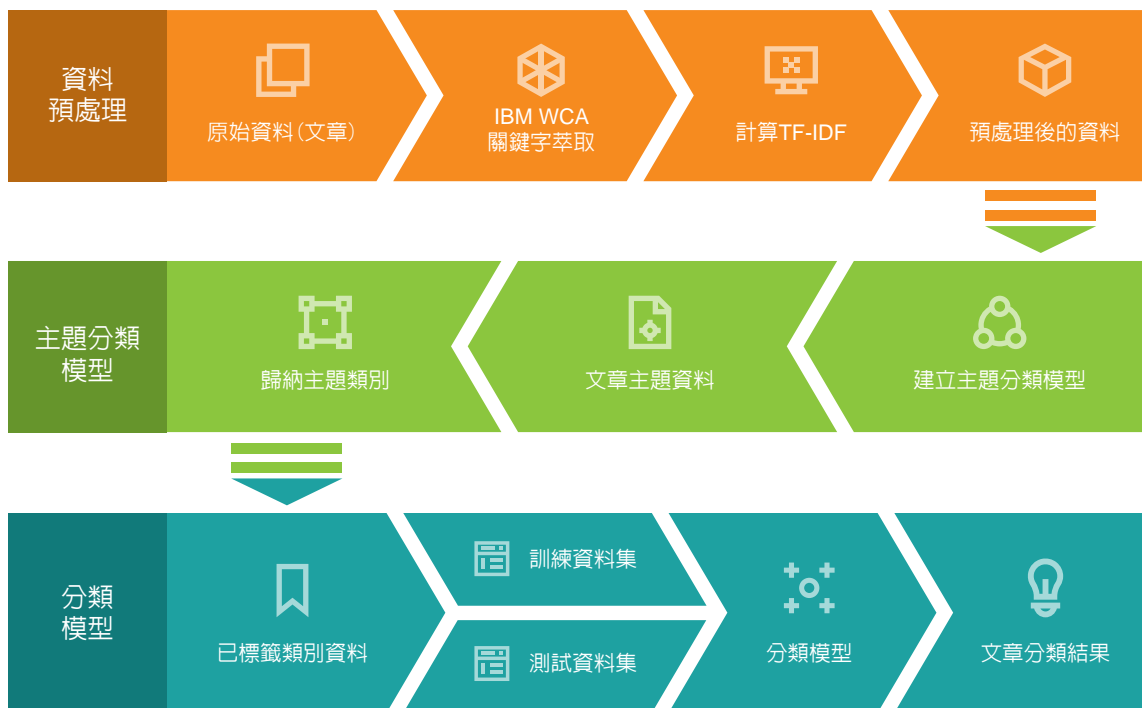 資料
預處理
原始資料(文章)
IBM WCA
關鍵字萃取
計算TF-IDF
預處理後的資料
主題分類
模型
歸納主題類別
文章主題資料
建立主題分類模型
分類
模型
已標籤類別資料
訓練資料集
測試資料集
分類模型
文章分類結果